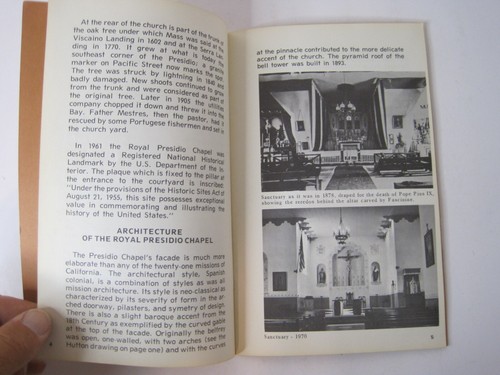 At the rear of the church is part of the trunk of
the oak tree under which Mass was said at the
Viscaino Landing in 1602 and at the Serra Lan-
ding in 1770. It grew at what is today the
southeast corner of the Presidio; a granite
marker on Pacific Street now marks the spot.
The tree was struck by lightning in 1840 and
badly damaged. New shoots continued to grow
from the trunk and were considered as part of
the original tree. Later in 1905 the utilities
company chopped it down and threw it into the
Bay. Father Mestres, then the pastor, had it
rescued by some Portugese fishermen and set in
the church yard.
In 1961 the Royal Presidio Chapel was
designated a Registered National Historical
Landmark by the U.S. Department of the In-
terior. The plaque which is fixed to the pillar at
the entrance to the courtyard is inscribed:
"Under the provisions of the Historic Sites Act of
August 21, 1955, this site possesses exceptional
value in commemorating and illustrating the
history of the United States."
ARCHITECTURE
OF THE ROYAL PRESIDIO CHAPEL
The Presidio Chapel's facade is much more
elaborate than any of the twenty-one missions of
California. The architectural style, Spanish
colonial, is a combination of styles as was an
mission architecture. Its style is neo-classical as
characterized by its severity of form in the ar-
ched doorway, pilasters, and symetry of design.
There is also a slight baroque accent from the
18th Century as exemplified by the curved gable
at the top of the facade. Originally the belfrey
was open, one-walled, with two arches (see the
Hutton drawing on page one) and with the curves
at the pinnacle contributed to the more delicate
accent of the church. The pyramid roof of the
bell tower was built in 1893.
Sanctuary as it was in 1876, draped for the death of Pope Pius IX,
showing the reredos behind the altar carved by
Sanctuary - 1970
9